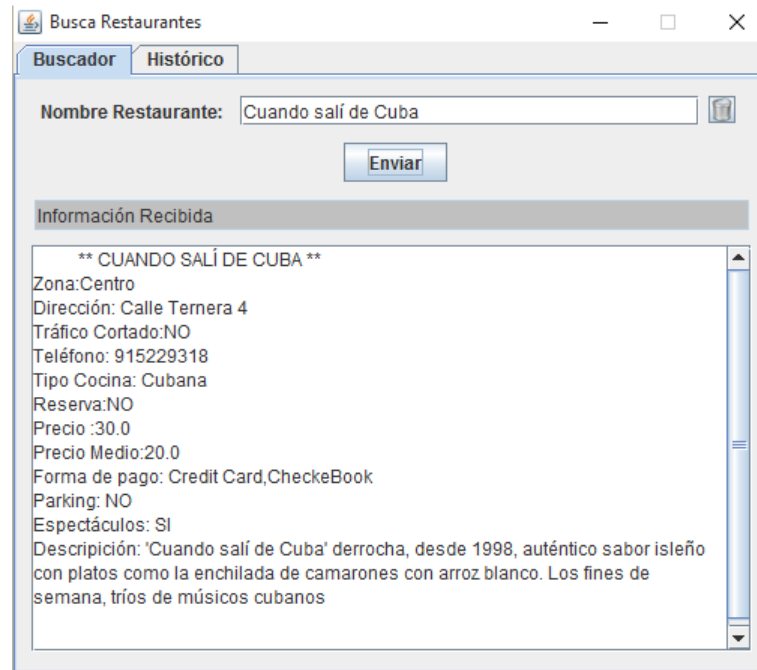 Busca Restaurantes
Buscador Histórico
Nombre Restaurante: Cuando salí de Cuba
Enviar
Información Recibida
** CUANDO SALÍ DE CUBA **
Zona:Centro
Dirección: Calle Ternera 4
Tráfico Cortado:NO
Teléfono: 915229318
Tipo Cocina: Cubana
Reserva:NO
Precio :30.0
Precio Medio:20.0
Forma de pago: Credit Card,CheckeBook
Parking: NO
Espectáculos: SI
Descripición: 'Cuando salí de Cuba' derrocha, desde 1998, auténtico sabor isleño
con platos como la enchilada de camarones con arroz blanco. Los fines de
semana, tríos de músicos cubanos